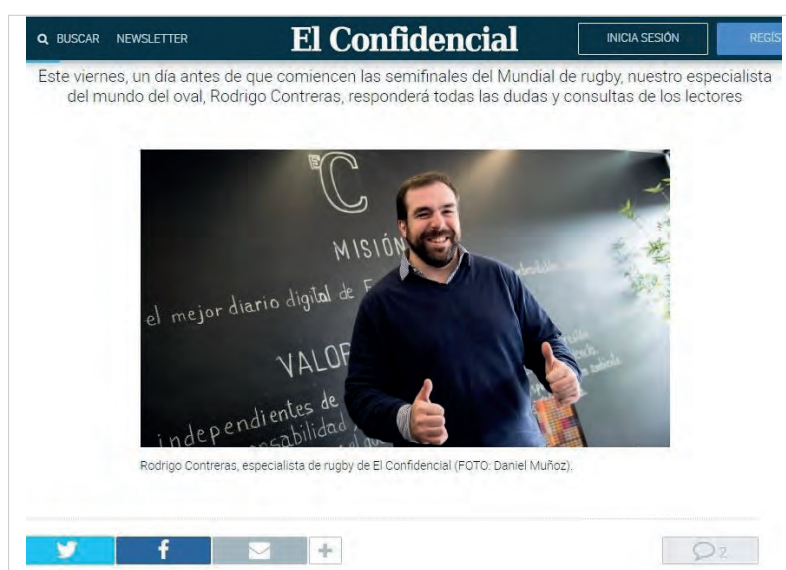 BUSCAR NEWSLETTER El Confidencial INICIA SESIÓN REGÍS
Este viernes, un día antes de que comiencen las semifinales del Mundial de rugby, nuestro especialista
del mundo del oval, Rodrigo Contreras, responderá todas las dudas y consultas de los lectores
EC
MISIÓN
el mejor diario digital de E
VALOR
independientes de
Rodrigo Contreras, especialista de rugby de El Confidencial (FOTO: Daniel Muñoz).
f
+
2